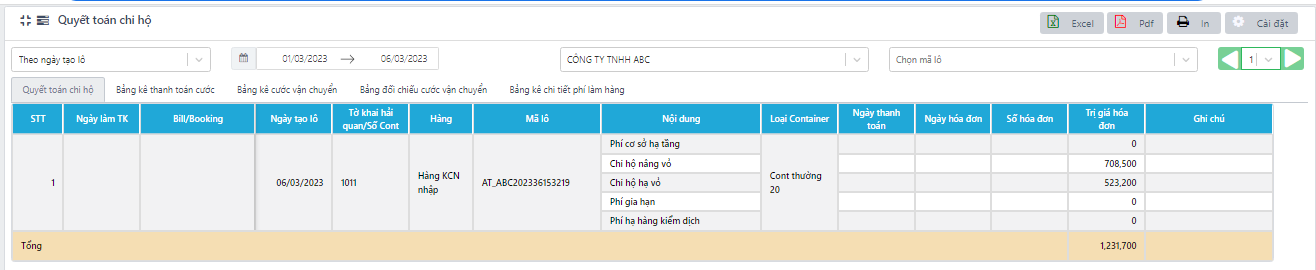 Quyết toán chi hộ
Excel
Pdf
In
Cài đặt
Theo ngày tạo lô
01/03/2023 → 06/03/2023
CÔNG TY TNHH ABC
Chọn mã lô
1
Quyết toán chi hộ
Bảng kê thanh toán cước
Bảng kê cước vận chuyển
Bảng đối chiếu cước vận chuyển
Bảng kê chi tiết phí làm hàng
STT
Ngày làm TK
Bill/Booking
Ngày tạo lô
Tờ khai hải
quan/Số Cont
Hàng
Mã lô
Nội dung
Loại Container
Ngày thanh
toán
Ngày hóa đơn
Số hóa đơn
Trị giá hóa
đơn
Ghi chú
1
06/03/2023
1011
Hàng KCN
nhập
AT_ABC202336153219
Cont thường
20
Phí cơ sở hạ tầng 0
Chi hộ nâng vỏ 708,500
Chi hộ hạ vỏ 523,200
Phí gia hạn 0
Phí hạ hàng kiểm dịch 0
Tổng 1,231,700